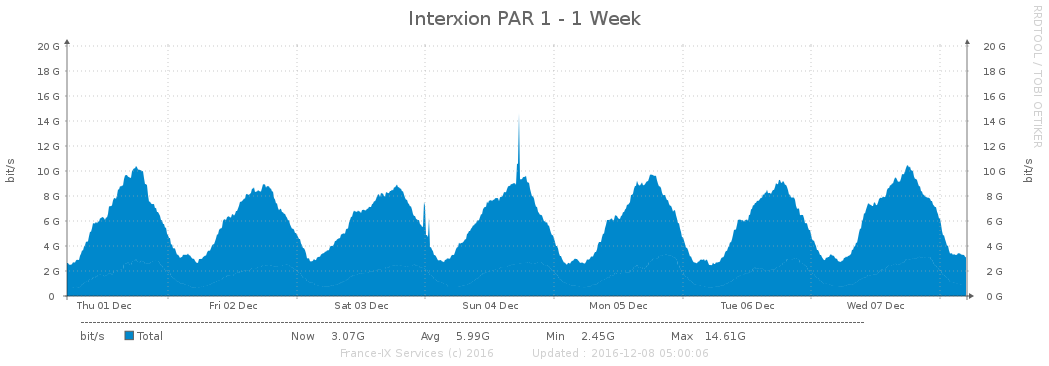 Interxion PAR 1 - 1 Week
RRDTOOL / TOBI OETIKER
bit/s
20 G 20 G
18 G 18 G
16 G 16 G
14 G 14 G
12 G 12 G
10 G 10 G
8 G 8 G
6 G 6 G
4 G 4 G
2 G 2 G
0 0 G
bit/s
Thu 01 Dec Fri 02 Dec Sat 03 Dec Sun 04 Dec Mon 05 Dec Tue 06 Dec Wed 07 Dec
bit/s Total Now 3.07G Avg 5.99G Min 2.45G Max 14.61G
France-IX Services (c) 2016 Updated : 2016-12-08 05:00:06